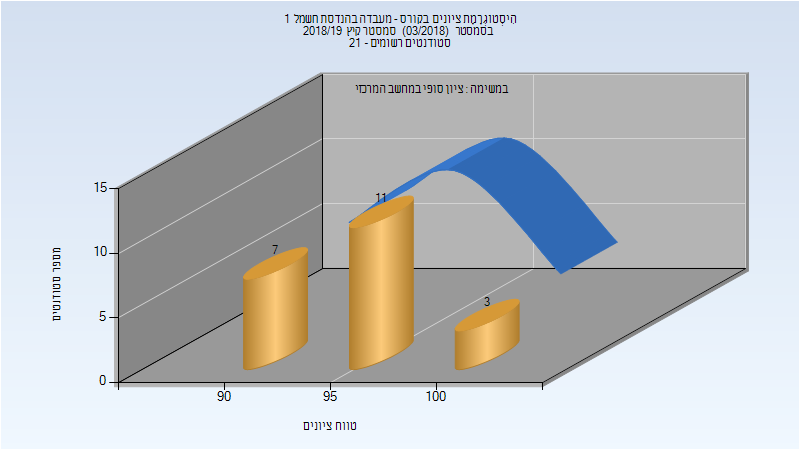 היסטוגרמת ציונים בקורס - מעבדה בהנדסת חשמל 1
בסמסטר (03/2018) סמסטר קיץ 2018/19
סטודנטים רשומים - 21
במשימה : ציון סופי במחשב המרכזי
מספר סטודנטים
15
10
5
0
7
11
3
90
95
100
טווח ציונים